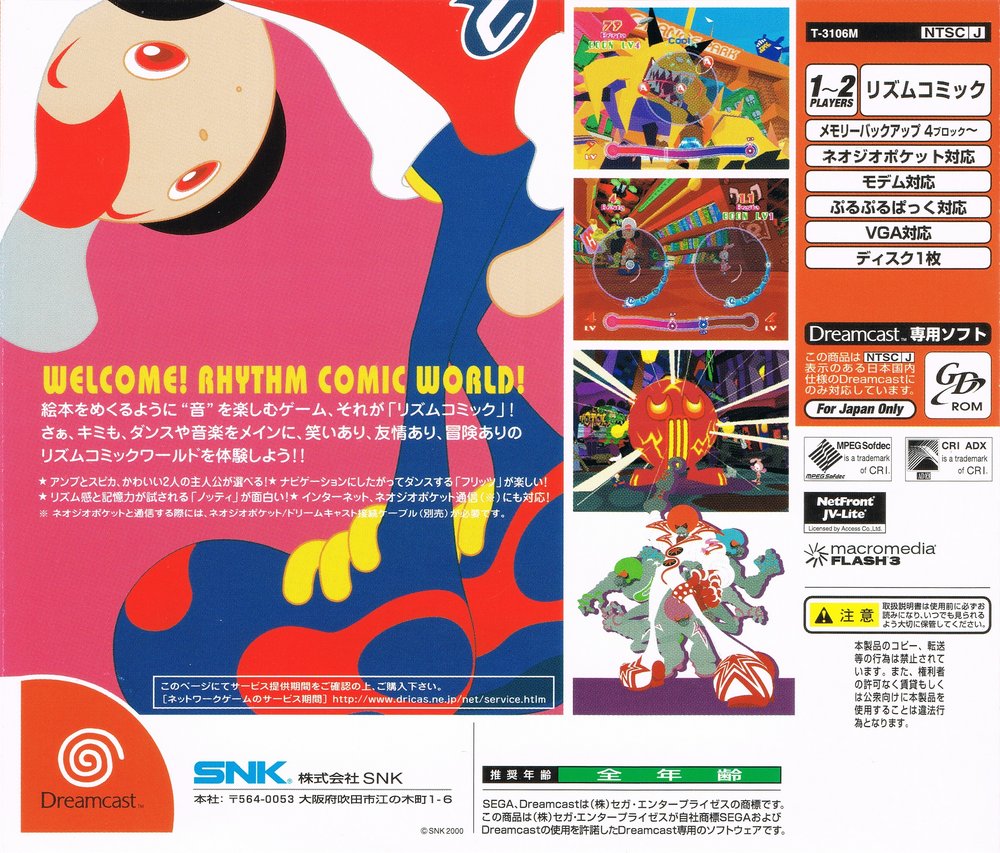 WELCOME! RHYTHM COMIC WORLD!
絵本をめくるように“音”を楽しむゲーム、それが「リズムコミック」!
さぁ、キミも、ダンスや音楽をメインに、笑いあり、友情あり、冒険ありの
リズムコミックワールドを体験しよう!!
★アンプとスピカ、かわいい2人の主人公が選べる!★ナビゲーションにしたがってダンスする「フリッツ」が楽しい!
★リズム感と記憶力が試される「ノッティ」が面白い!★インターネット、ネオジオポケット通信(※)にも対応!
※ ネオジオポケットと通信する際には、ネオジオポケット/ドリームキャスト接続ケーブル(別売)が必要です。
このページにてサービス提供期間をご確認の上、ご購入下さい。
[ネットワークゲームのサービス期間] http://www.dricas.ne.jp/net/service.htlm
Dreamcast™
SNK® 株式会社SNK
本社: 〒564-0053 大阪府吹田市江の木町1-6
©SNK 2000
79
COOL
LV4
LV
4
11
LV1
4
LV
4
LV
T-3106M
NTSC J
1~2
PLAYERS
リズムコミック
メモリーバックアップ 4ブロック~
ネオジオポケット対応
モデム対応
ぷるぷるぱっく対応
VGA対応
ディスク1枚
Dreamcast™専用ソフト
この商品は NTSC J
表示のある日本国内
仕様のDreamcastに
のみ対応しています。
For Japan Only
GD
ROM
MPEG Sofdec
MPEG Sofdec
is a trademark
of CRI.
CRI ADX
ADX
is a trademark
of CRI.
NetFront®
JV-Lite®
Licensed by Access Co.,Ltd.
macromedia®
FLASH 3
注意
取扱説明書は使用前に必ずお
読みになり、いつでも見られる
よう大切に保管してください。
本製品のコピー、転送
等の行為は禁止されて
います。また、権利者
の許可なく賃貸もしく
は公衆向けに本製品を
使用することは違法行
為となります。
推奨年齢
全年齢
SEGA、Dreamcastは(株)セガ・エンタープライゼスの商標です。
この商品は(株)セガ・エンタープライゼスが自社商標SEGAおよび
Dreamcastの使用を許諾したDreamcast専用のソフトウェアです。